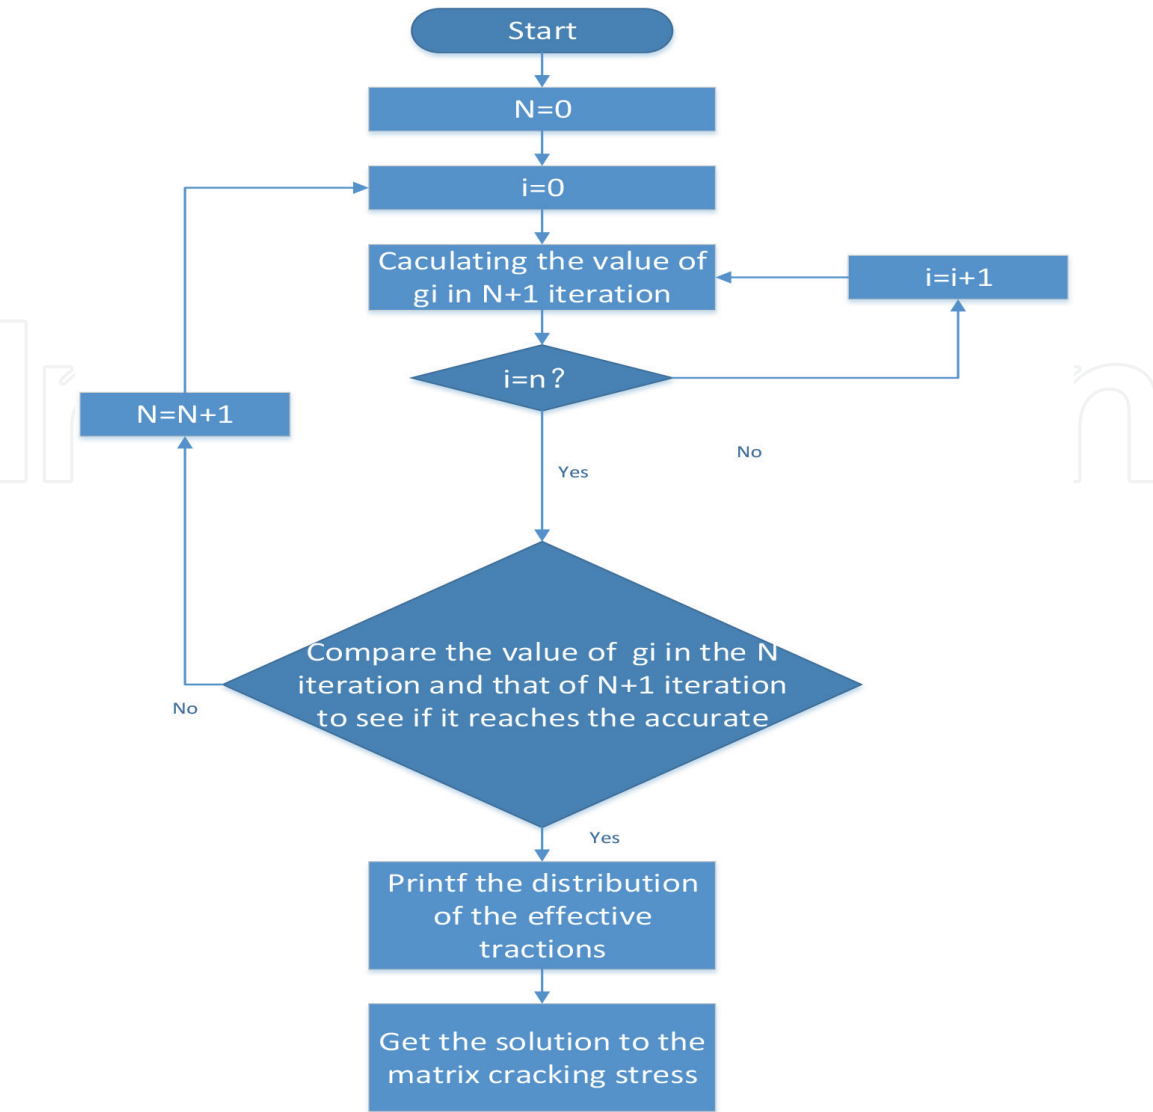 Start
N=0
i=0
Caculating the value of
gi in N+1 iteration
i=i+1
i=n?
N=N+1
No
Yes
Compare the value of gi in the N
iteration and that of N+1 iteration
to see if it reaches the accurate
No
Yes
Printf the distribution
of the effective
tractions
Get the solution to the
matrix cracking stress